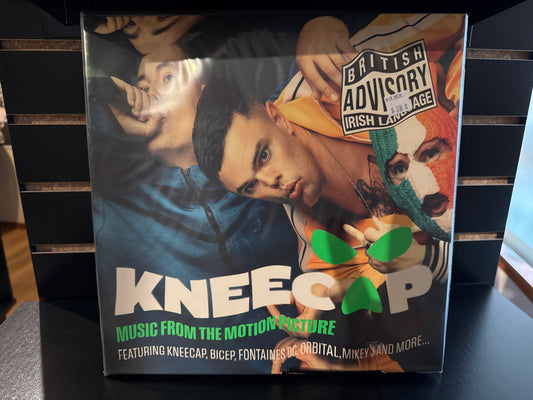 BRITISH
ADVISORY
IRISH LANGUAGE
KNEECAP
MUSIC FROM THE MOTION PICTURE
FEATURING KNEECAP, BICEP, FONTAINES DC, ORBITAL, MIKEY J AND MORE...